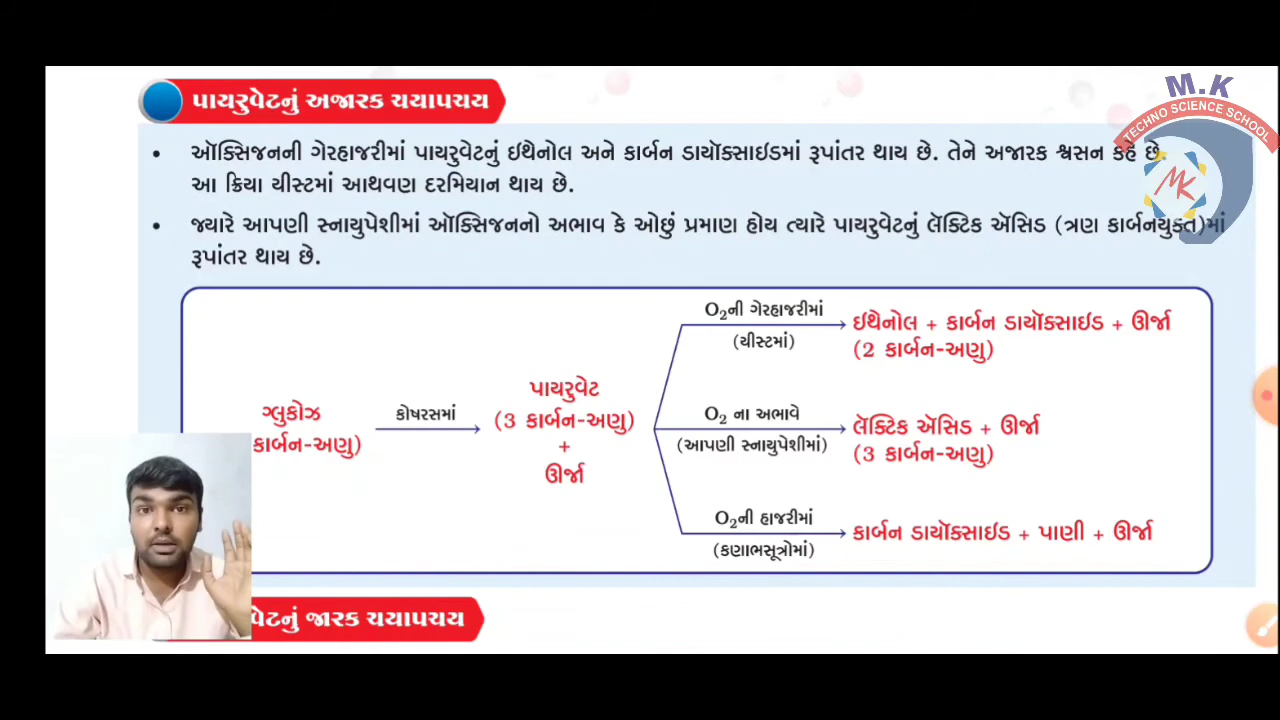 M.K
TECHNO SCIENCE SCHOOL
MK
પાયરુવેટનું અજારક ચયાપચય
• ઑક્સિજનની ગેરહાજરીમાં પાયરુવેટનું ઇથેનોલ અને કાર્બન ડાયૉક્સાઇડમાં રૂપાંતર થાય છે. તેને અજારક શ્વસન કહે છે.
આ ક્રિયા યીસ્ટમાં આથવણ દરમિયાન થાય છે.
• જ્યારે આપણી સ્નાયુપેશીમાં ઑક્સિજનનો અભાવ કે ઓછું પ્રમાણ હોય ત્યારે પાયરુવેટનું લૅક્ટિક ઍસિડ (ત્રણ કાર્બનયુક્ત)માં
રૂપાંતર થાય છે.
O₂ની ગેરહાજરીમાં
(યીસ્ટમાં)
ઇથેનોલ + કાર્બન ડાયૉક્સાઇડ + ઊર્જા
(2 કાર્બન-અણુ)
ગ્લુકોઝ
કાર્બન-અણુ)
કોષરસમાં
પાયરુવેટ
(3 કાર્બન-અણુ)
+
ઊર્જા
O₂ ના અભાવે
(આપણી સ્નાયુપેશીમાં)
લૅક્ટિક ઍસિડ + ઊર્જા
(3 કાર્બન-અણુ)
O₂ની હાજરીમાં
(કણાભસૂત્રોમાં)
કાર્બન ડાયૉક્સાઇડ + પાણી + ઊર્જા
વેટનું જારક ચયાપચય